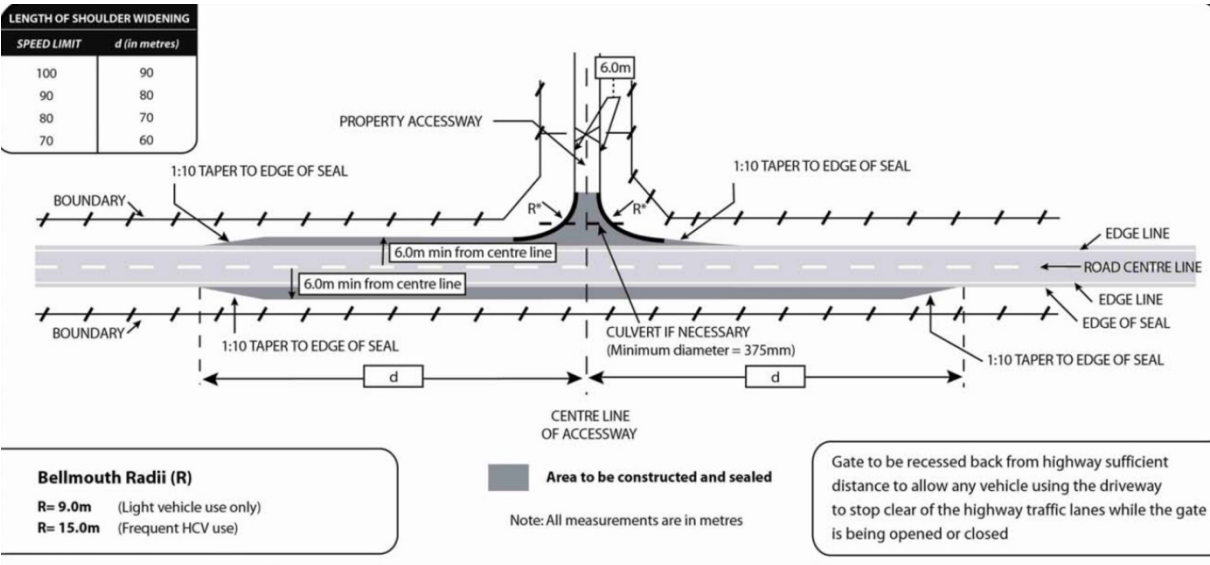 LENGTH OF SHOULDER WIDENING
SPEED LIMIT d (in metres)
100 90
90 80
80 70
70 60
6.0m
PROPERTY ACCESSWAY
1:10 TAPER TO EDGE OF SEAL
1:10 TAPER TO EDGE OF SEAL
BOUNDARY
R*
R*
EDGE LINE
6.0m min from centre line
ROAD CENTRE LINE
6.0m min from centre line
EDGE LINE
EDGE OF SEAL
BOUNDARY
1:10 TAPER TO EDGE OF SEAL
CULVERT IF NECESSARY
(Minimum diameter = 375mm)
1:10 TAPER TO EDGE OF SEAL
d
d
CENTRE LINE
OF ACCESSWAY
Bellmouth Radii (R)
R= 9.0m (Light vehicle use only)
R= 15.0m (Frequent HCV use)
Area to be constructed and sealed
Note: All measurements are in metres
Gate to be recessed back from highway sufficient
distance to allow any vehicle using the driveway
to stop clear of the highway traffic lanes while the gate
is being opened or closed